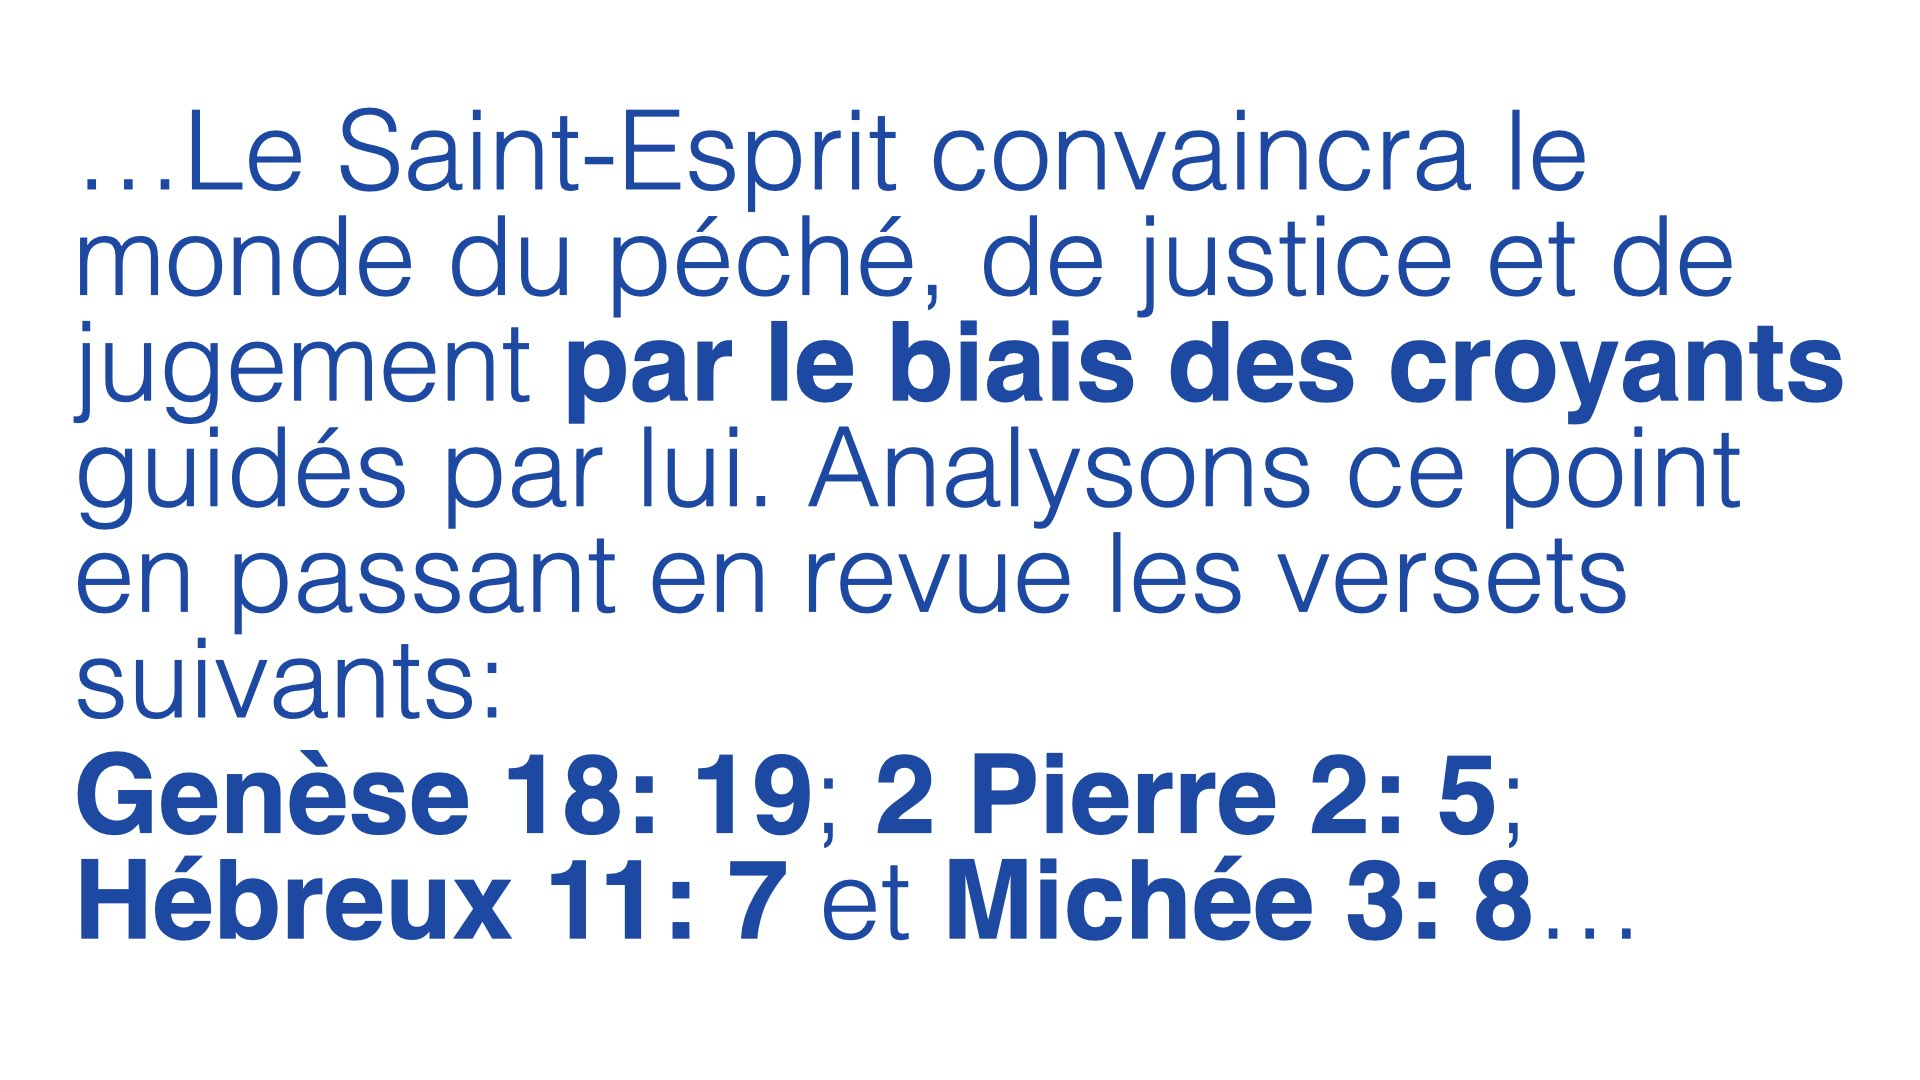 …Le Saint-Esprit convaincra le
monde du péché, de justice et de
jugement par le biais des croyants
guidés par lui. Analysons ce point
en passant en revue les versets
suivants:
Genèse 18: 19; 2 Pierre 2: 5;
Hébreux 11: 7 et Michée 3: 8…